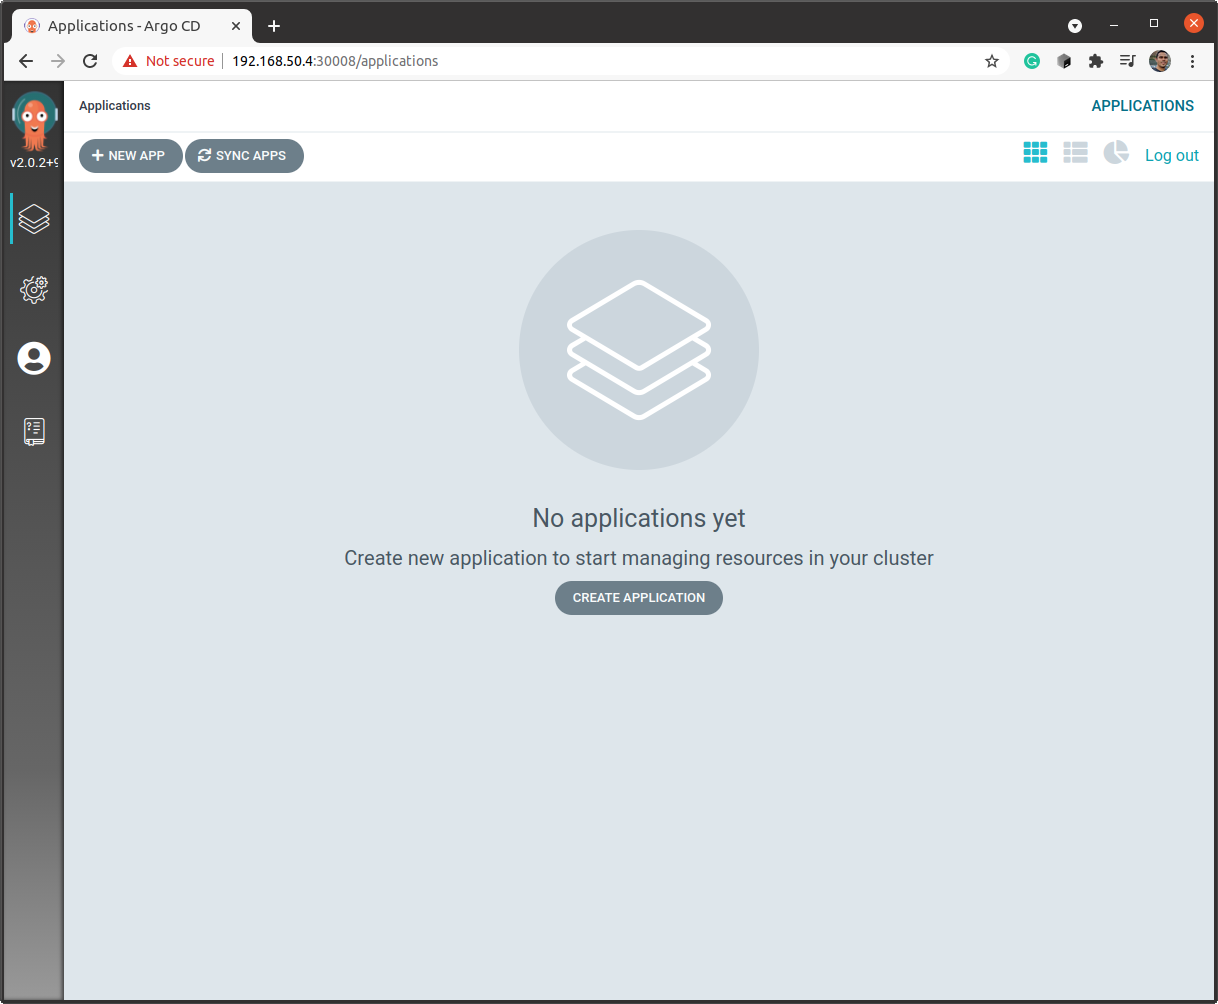 Applications - Argo CD
Not secure
192.168.50.4:30008/applications
Applications
APPLICATIONS
v2.0.2+9
NEW APP
SYNC APPS
Log out
No applications yet
Create new application to start managing resources in your cluster
CREATE APPLICATION